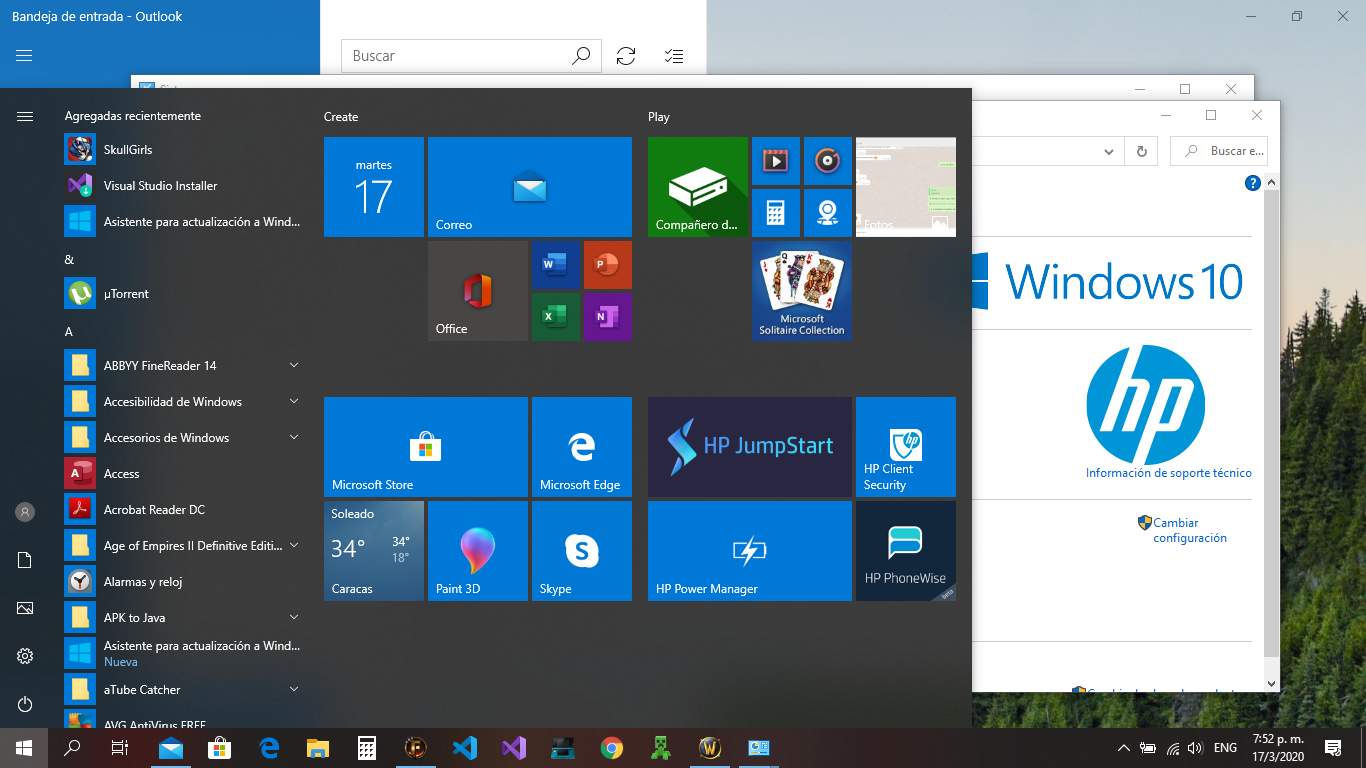 Bandeja de entrada - Outlook
Buscar
Buscar e...
Agregadas recientemente
SkullGirls
Visual Studio Installer
Asistente para actualización a Wind...
&
µTorrent
A
ABBYY FineReader 14
Accesibilidad de Windows
Accesorios de Windows
Access
Acrobat Reader DC
Age of Empires II Definitive Editi...
Alarmas y reloj
APK to Java
Asistente para actualización a Wind...
Nueva
aTube Catcher
AVG AntiVirus FREE
Create
martes
17
Correo
Office
Microsoft Store
Microsoft Edge
Soleado
34°
34°
18°
Caracas
Paint 3D
Skype
Play
Compañero d...
Fotos
Microsoft
Solitaire Collection
HP JumpStart
HP Client
Security
HP Power Manager
HP PhoneWise
beta
Windows 10
hp
Información de soporte técnico
Cambiar
configuración
ENG
7:52 p. m.
17/3/2020